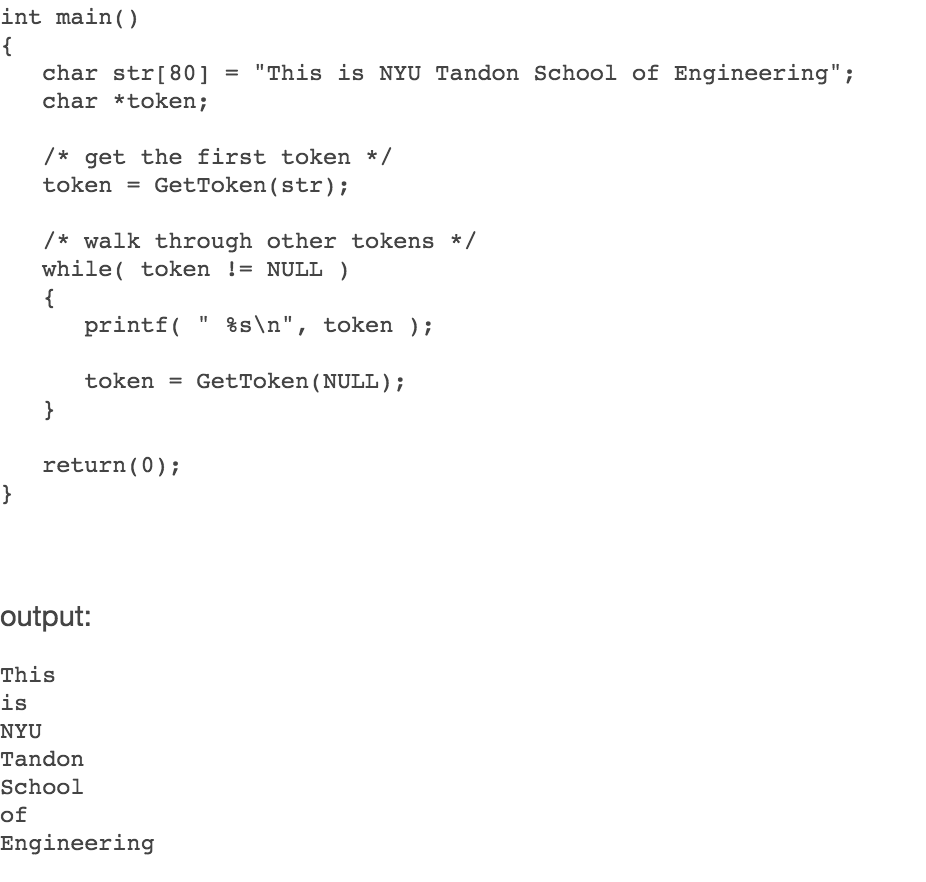 int main()
{
   char str[80] = "This is NYU Tandon School of Engineering";
   char *token;

   /* get the first token */
   token = GetToken(str);

   /* walk through other tokens */
   while( token != NULL )
   {
      printf( " %s\n", token );

      token = GetToken(NULL);
   }

   return(0);
}

output:

This
is
NYU
Tandon
School
of
Engineering